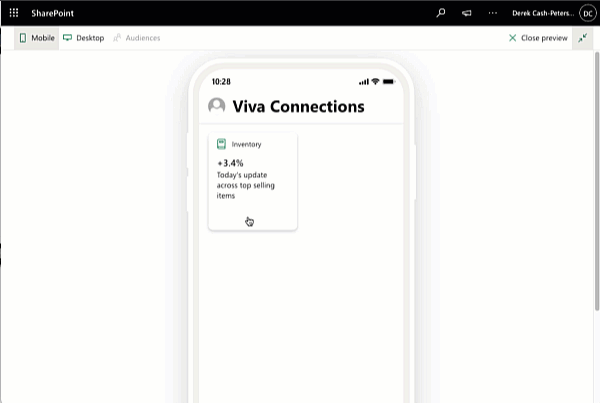 SharePoint
Derek Cash-Peters...
DC
Mobile
Desktop
Audiences
Close preview
10:28
Viva Connections
Inventory
+3.4%
Today's update
across top selling
items